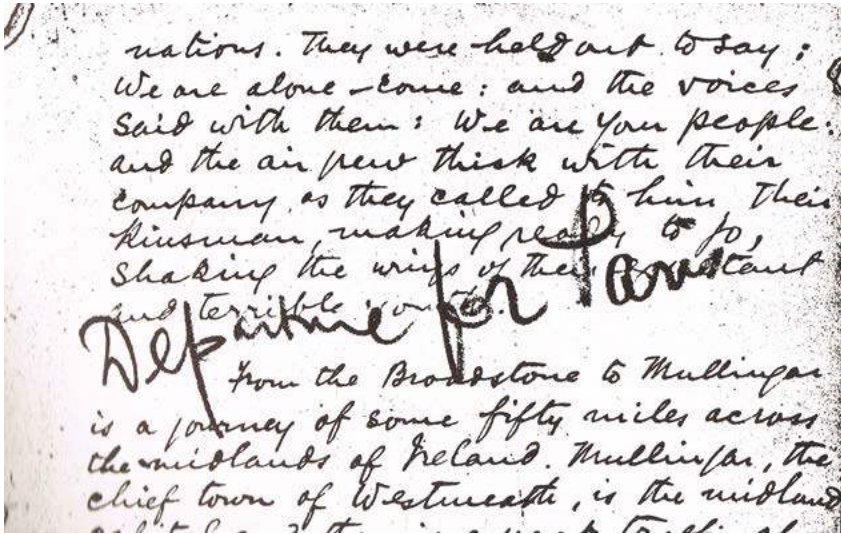 nations. They were held out to say:
We are alone – come: and the voices
said with them: We are your people:
and the air grew thick with their
company as they called to him their
kinsman, making ready to go,
shaking the wings of their exultant
and terrible youth.
Departure for Paris
From the Broadstone to Mullingar
is a journey of some fifty miles across
the midlands of Ireland. Mullingar, the
chief town of Westmeath, is the midland